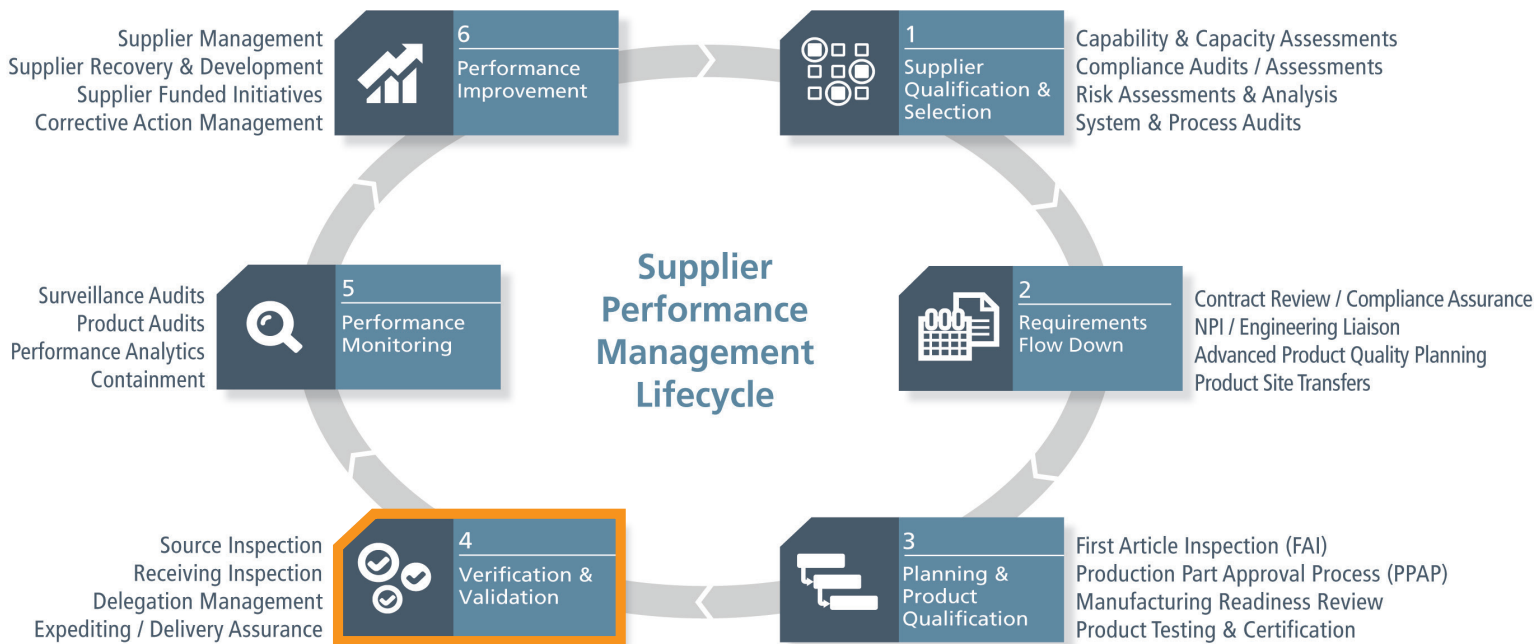 Supplier Performance Management Lifecycle
1
Supplier
Qualification &
Selection
Capability & Capacity Assessments
Compliance Audits / Assessments
Risk Assessments & Analysis
System & Process Audits
2
Requirements
Flow Down
Contract Review / Compliance Assurance
NPI / Engineering Liaison
Advanced Product Quality Planning
Product Site Transfers
3
Planning &
Product
Qualification
First Article Inspection (FAI)
Production Part Approval Process (PPAP)
Manufacturing Readiness Review
Product Testing & Certification
4
Verification &
Validation
Source Inspection
Receiving Inspection
Delegation Management
Expediting / Delivery Assurance
5
Performance
Monitoring
Surveillance Audits
Product Audits
Performance Analytics
Containment
6
Performance
Improvement
Supplier Management
Supplier Recovery & Development
Supplier Funded Initiatives
Corrective Action Management